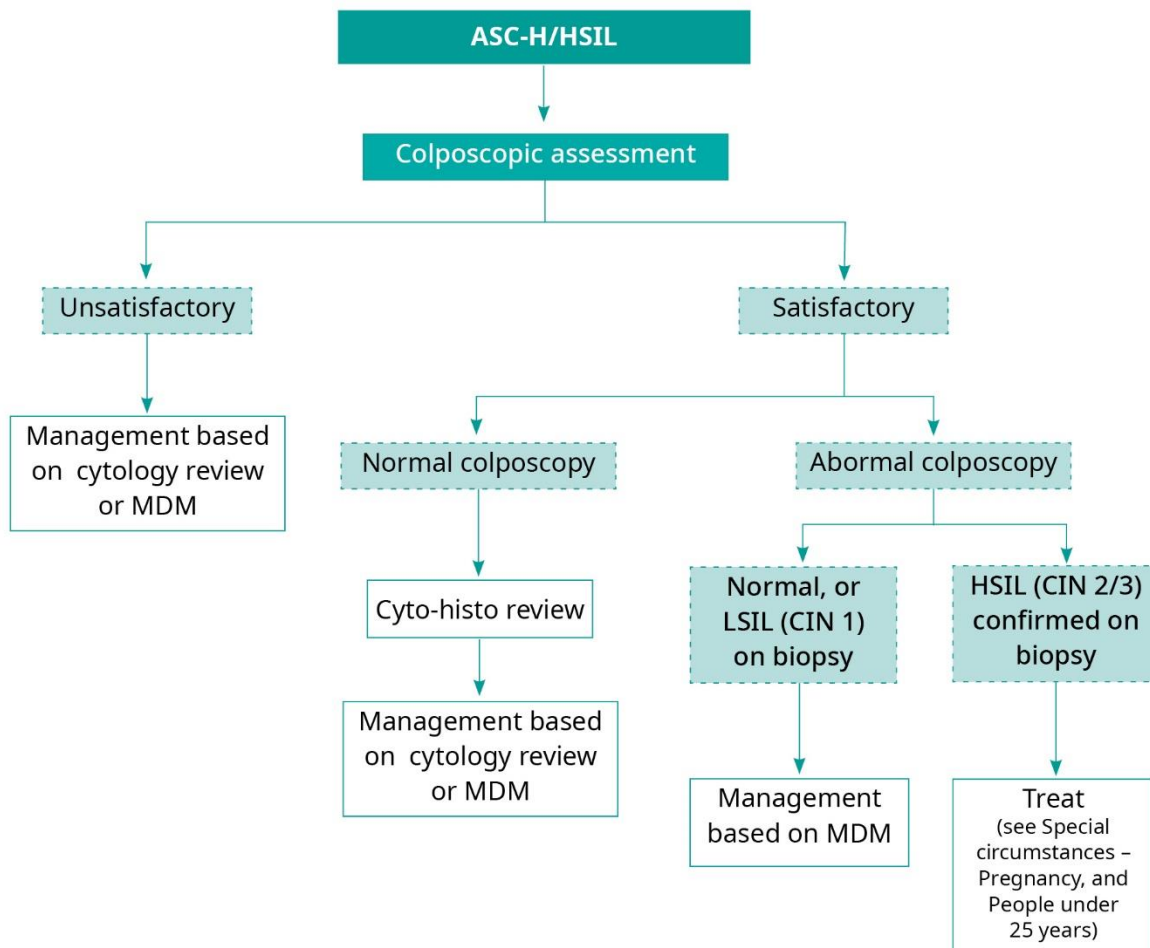 ASC-H/HSIL
Colposcopic assessment
Unsatisfactory
Satisfactory
Management based
on cytology review
or MDM
Normal colposcopy
Abormal colposcopy
Cyto-histo review
Normal, or
LSIL (CIN 1)
on biopsy
HSIL (CIN 2/3)
confirmed on
biopsy
Management based
on cytology review
or MDM
Management
based on MDM
Treat
(see Special
circumstances –
Pregnancy, and
People under
25 years)